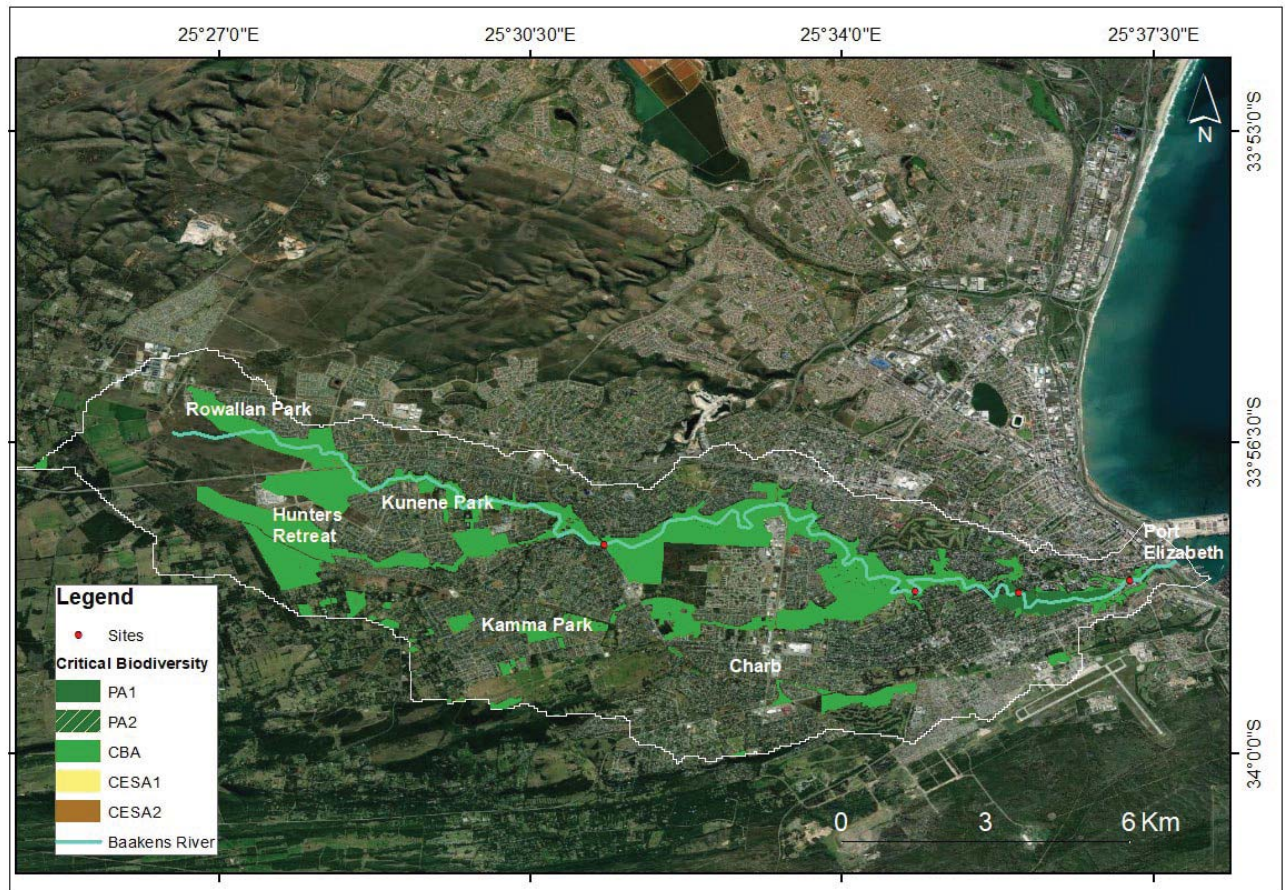 25°27'0"E
25°30'30"E
25°34'0"E
25°37'30"E
N
33°53'0"S
Rowallan Park
33°56'30"S
Kunene Park
Hunters
Retreat
Port
Elizabeth
Legend
Sites
Critical Biodiversity
PA1
PA2
CBA
CESA1
CESA2
Baakens River
Kamma Park
Charb
34°0'0"S
0 3 6 Km